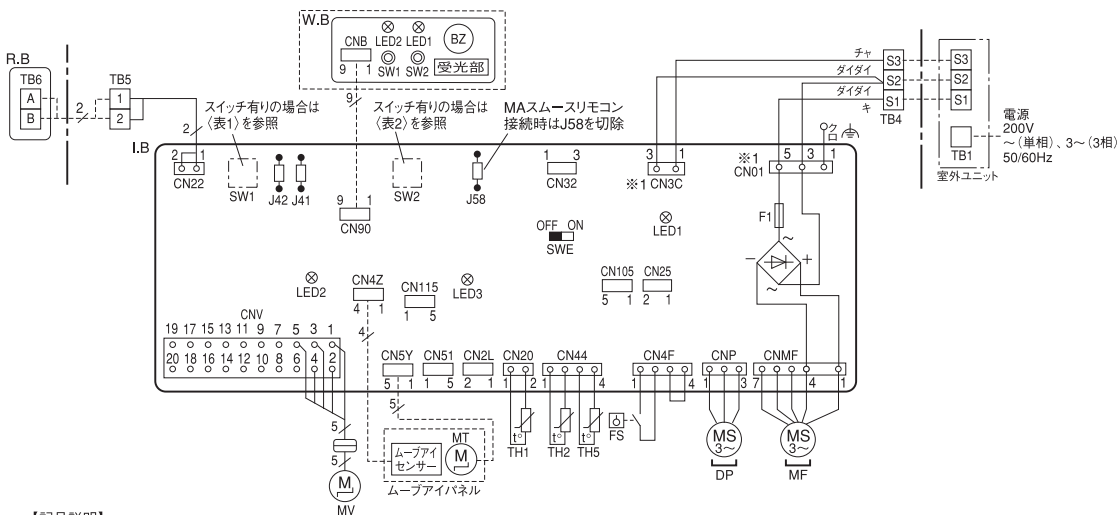 W.B
CNB
LED2 LED1
BZ
9 1
SW1 SW2
受光部
R.B
TB6
A
B
2
TB5
1
2
2
9
スイッチ有りの場合は
〈表1〉を参照
スイッチ有りの場合は
〈表2〉を参照
MAスムースリモコン
接続時はJ58を切除
チャ
ダイダイ
ダイダイ
キ
クロ
S3
S2
S1
TB4
S3
S2
S1
TB1
室外ユニット
電源
200V
~(単相)、3~(3相)
50/60Hz
I.B
2 1
CN22
SW1
J42 J41
9 1
CN90
SW2
J58
1 3
CN32
3 1
※1 CN3C
※1
CN01
5 3 1
LED1
OFF ON
SWE
F1
~
− +
~
LED2
CN4Z
4 1
4
CN115
1 5
LED3
CN105
5 1
CN25
2 1
CNV
19 17 15 13 11 9 7 5 3 1
20 18 16 14 12 10 8 6 4 2
CN5Y
5 1
CN51
1 5
CN2L
2 1
CN20
1 2
CN44
1 4
CN4F
1 4
CNP
1 3
CNMF
7 4 1
5
5
5
M
MV
ムーブアイ
センサー
MT
M
ムーブアイパネル
t°
TH1
t°
TH2
t°
TH5
FS
MS
3~
DP
MS
3~
MF